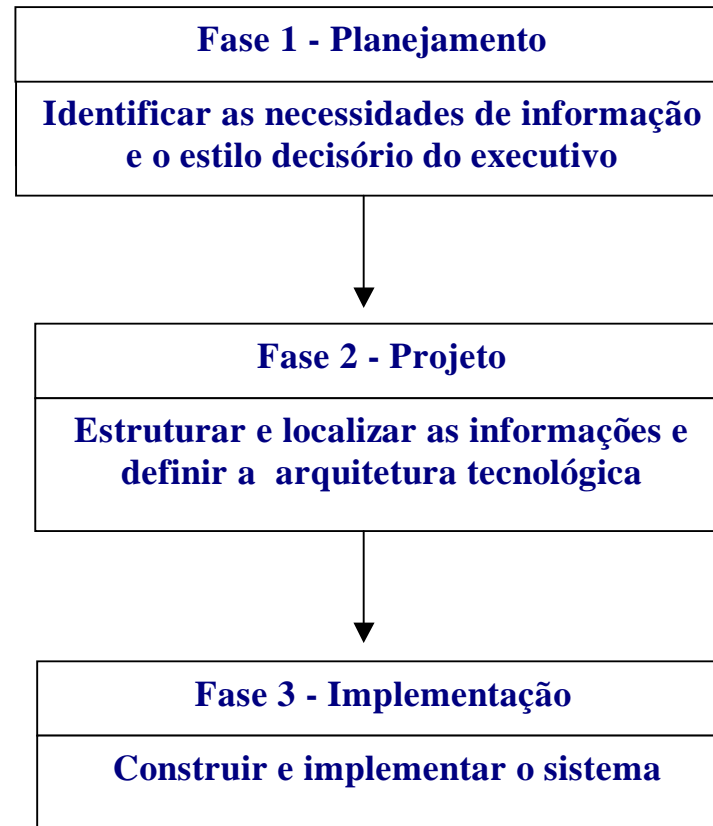 Fase 1 - Planejamento
Identificar as necessidades de informação
e o estilo decisório do executivo
Fase 2 - Projeto
Estruturar e localizar as informações e
definir a arquitetura tecnológica
Fase 3 - Implementação
Construir e implementar o sistema